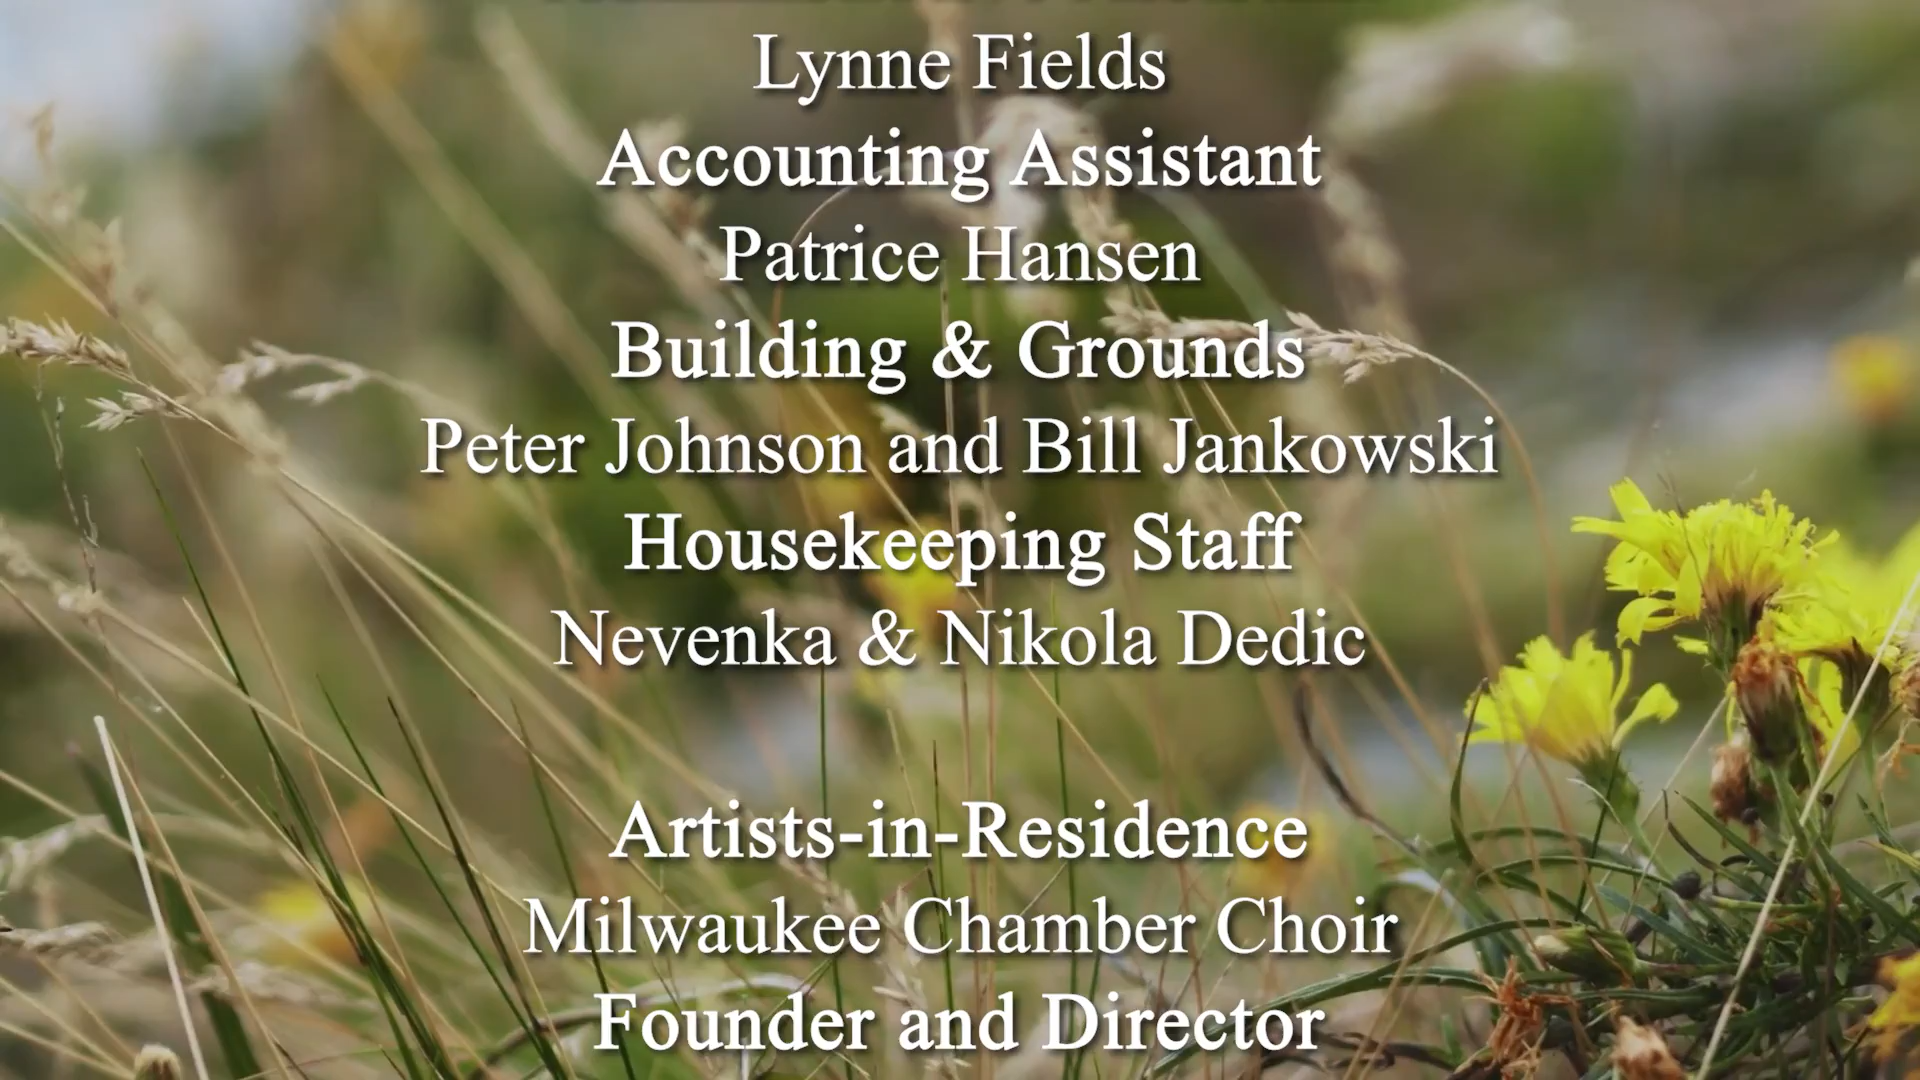 Lynne Fields
Accounting Assistant
Patrice Hansen
Building & Grounds
Peter Johnson and Bill Jankowski
Housekeeping Staff
Nevenka & Nikola Dedic
Artists-in-Residence
Milwaukee Chamber Choir
Founder and Director